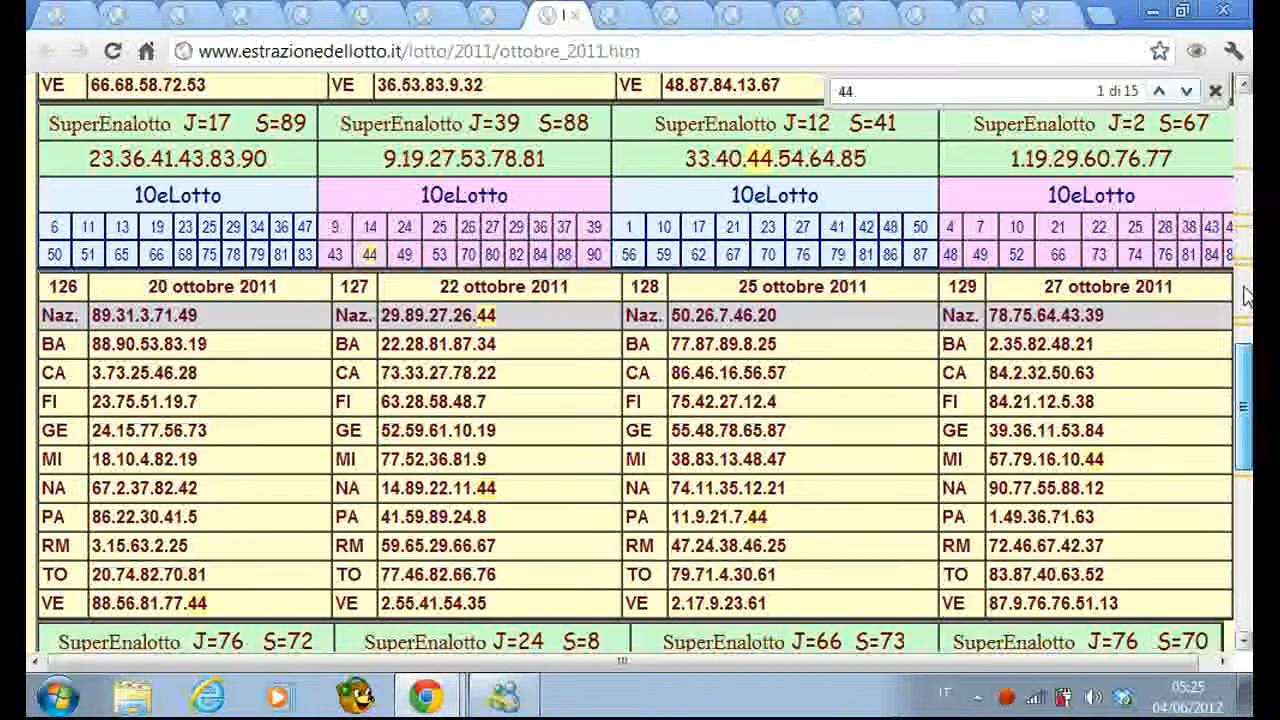 www.estrazionedellotto.it/lotto/2011/ottobre_2011.htm
44 1 di 15
VE 66.68.58.72.53 VE 36.53.83.9.32 VE 48.87.84.13.67
SuperEnalotto J=17 S=89 SuperEnalotto J=39 S=88 SuperEnalotto J=12 S=41 SuperEnalotto J=2 S=67
23.36.41.43.83.90 9.19.27.53.78.81 33.40.44.54.64.85 1.19.29.60.76.77
10eLotto 10eLotto 10eLotto 10eLotto
6 11 13 19 23 25 29 34 36 47 9 14 24 25 26 27 29 36 37 39 1 10 17 21 23 27 41 42 48 50 4 7 10 21 22 25 28 38 43
50 51 65 66 68 75 78 79 81 83 43 44 49 53 70 80 82 84 88 90 56 59 62 67 70 76 79 81 86 87 48 49 52 66 73 74 76 81 84
126 20 ottobre 2011 127 22 ottobre 2011 128 25 ottobre 2011 129 27 ottobre 2011
Naz. 89.31.3.71.49 Naz. 29.89.27.26.44 Naz. 50.26.7.46.20 Naz. 78.75.64.43.39
BA 88.90.53.83.19 BA 22.28.81.87.34 BA 77.87.89.8.25 BA 2.35.82.48.21
CA 3.73.25.46.28 CA 73.33.27.78.22 CA 86.46.16.56.57 CA 84.2.32.50.63
FI 23.75.51.19.7 FI 63.28.58.48.7 FI 75.42.27.12.4 FI 84.21.12.5.38
GE 24.15.77.56.73 GE 52.59.61.10.19 GE 55.48.78.65.87 GE 39.36.11.53.84
MI 18.10.4.82.19 MI 77.52.36.81.9 MI 38.83.13.48.47 MI 57.79.16.10.44
NA 67.2.37.82.42 NA 14.89.22.11.44 NA 74.11.35.12.21 NA 90.77.55.88.12
PA 86.22.30.41.5 PA 41.59.89.24.8 PA 11.9.21.7.44 PA 1.49.36.71.63
RM 3.15.63.2.25 RM 59.65.29.66.67 RM 47.24.38.46.25 RM 72.46.67.42.37
TO 20.74.82.70.81 TO 77.46.82.66.76 TO 79.71.4.30.61 TO 83.87.40.63.52
VE 88.56.81.77.44 VE 2.55.41.54.35 VE 2.17.9.23.61 VE 87.9.76.76.51.13
SuperEnalotto J=76 S=72 SuperEnalotto J=24 S=8 SuperEnalotto J=66 S=73 SuperEnalotto J=76 S=70
IT 05:25
04/06/2012